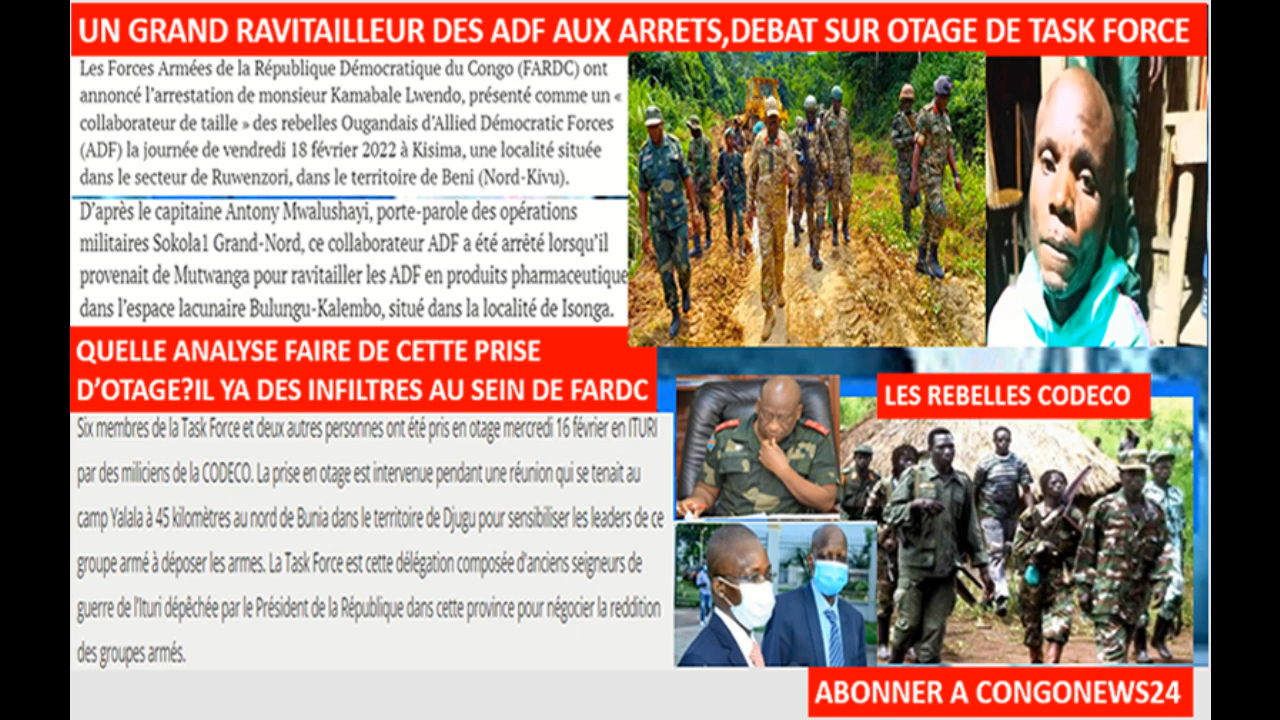 UN GRAND RAVITAILLEUR DES ADF AUX ARRETS,DEBAT SUR OTAGE DE TASK FORCE
Les Forces Armées de la République Démocratique du Congo (FARDC) ont
annoncé l'arrestation de monsieur Kamabale Lwendo, présenté comme un «
collaborateur de taille » des rebelles Ougandais d'Allied Démocratic Forces
(ADF) la journée de vendredi 18 février 2022 à Kisima, une localité située
dans le secteur de Ruwenzori, dans le territoire de Beni (Nord-Kivu).
D'après le capitaine Antony Mwalushayi, porte-parole des opérations
militaires Sokola1 Grand-Nord, ce collaborateur ADF a été arrêté lorsqu'il
provenait de Mutwanga pour ravitailler les ADF en produits pharmaceutique
dans l'espace lacunaire Bulungu-Kalembo, situé dans la localité de Isonga.
QUELLE ANALYSE FAIRE DE CETTE PRISE
D'OTAGE?IL YA DES INFILTRES AU SEIN DE FARDC
Six membres de la Task Force et deux autres personnes ont été pris en otage mercredi 16 février en ITURI
par des miliciens de la CODECO. La prise en otage est intervenue pendant une réunion qui se tenait au
camp Yalala à 45 kilomètres au nord de Bunia dans le territoire de Djugu pour sensibiliser les leaders de ce
groupe armé à déposer les armes. La Task Force est cette délégation composée d'anciens seigneurs de
guerre de l'Ituri dépêchée par le Président de la République dans cette province pour négocier la reddition
des groupes armés.
LES REBELLES CODECO
ABONNER A CONGONEWS24